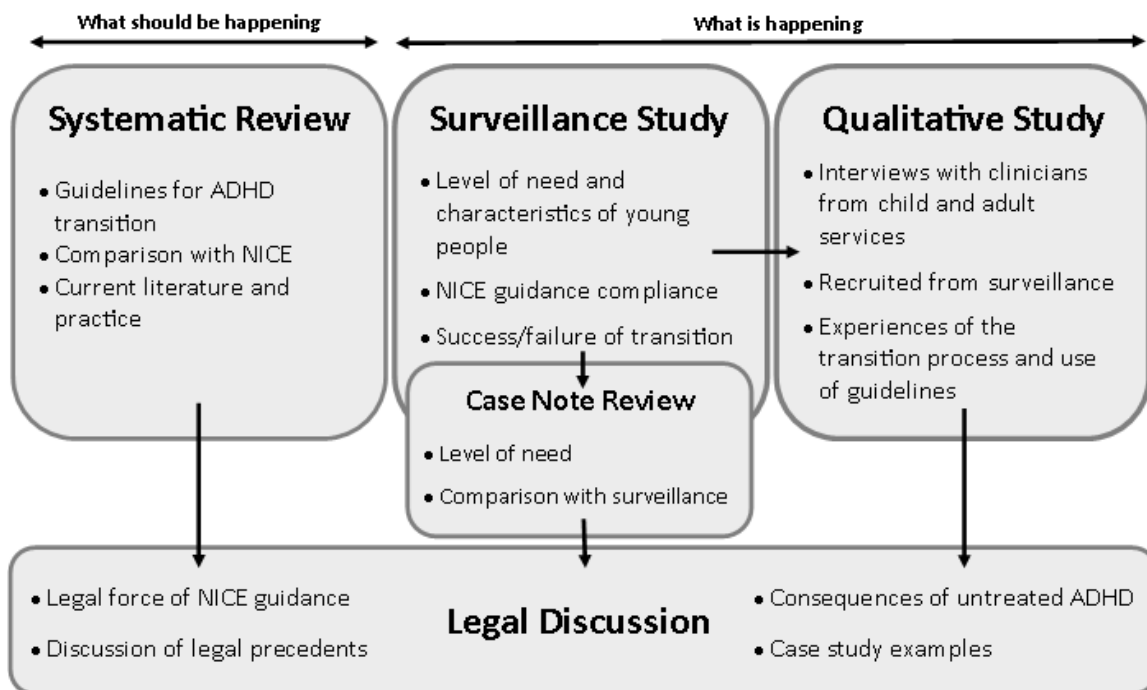 What should be happening
What is happening
Systematic Review
• Guidelines for ADHD
transition
• Comparison with NICE
• Current literature and
practice
Surveillance Study
• Level of need and
characteristics of young
people
• NICE guidance compliance
• Success/failure of transition
Case Note Review
• Level of need
• Comparison with surveillance
Qualitative Study
• Interviews with clinicians
from child and adult
services
• Recruited from surveillance
• Experiences of the
transition process and use
of guidelines
• Legal force of NICE guidance
• Discussion of legal precedents
Legal Discussion
• Consequences of untreated ADHD
• Case study examples